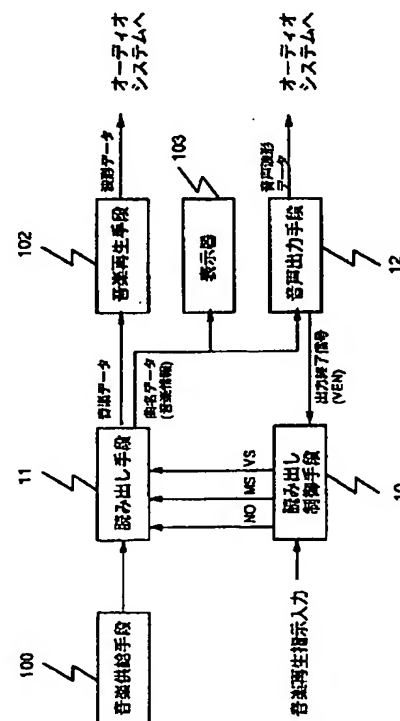 100
音楽供給手段
11
読み出し手段
音楽データ
曲名データ
(音楽情報)
102
音楽再生手段
波形データ
オーディオ
システムへ
103
表示器
NO
MS
VS
音楽再生指示入力
読み出し
制御手段
10
出力終了信号
(VEN)
音声出力手段
12
音声波形
データ
オーディオ
システムへ